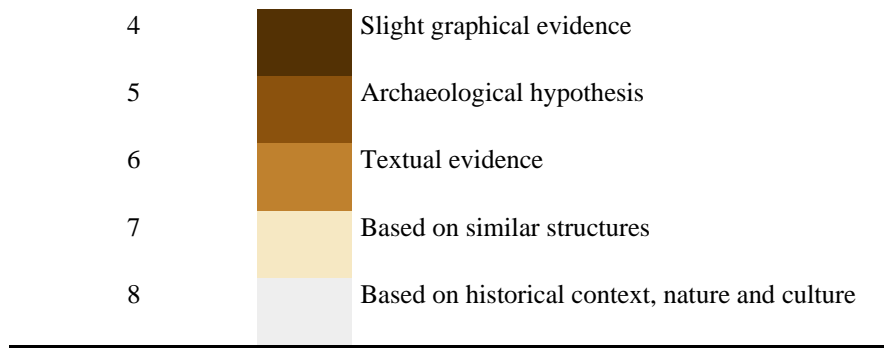 4 Slight graphical evidence
5 Archaeological hypothesis
6 Textual evidence
7 Based on similar structures
8 Based on historical context, nature and culture